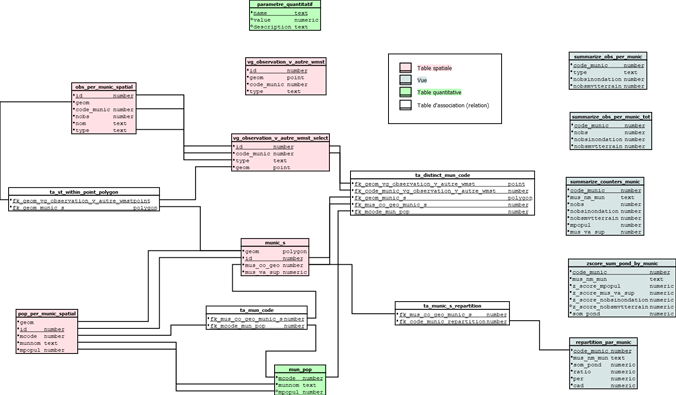 parametre_quantitatif
*name text
*value numeric
*description text
vg_observation_v_autre_wmst
*id number
*geom point
*code_munic number
*type text
Table spatiale
Vue
Table quantitative
Table d'association (relation)
summarize_obs_per_munic
*code_munic number
*type text
*nobsinondation number
*nobsmvtterrain number
obs_per_munic_spatial
*id number
*geom
*code_munic number
*nobs number
*nom text
*type text
summarize_obs_per_munic_tot
*code_munic number
*nobs number
*nobsinondation number
*nobsmvtterrain number
vg_observation_v_autre_wmst_select
*id number
*code_munic number
*type text
*geom point
ta_distinct_mun_code
*fk_geom_vg_observation_v_autre_wmst point
*fk_code_munic_vg_observation_v_autre_wmst number
*fk_geom_munic_s polygon
*fk_mus_co_geo_munic_s number
*fk_mcode_mun_pop number
summarize_counters_munic
*code_munic number
*mus_nm_mun text
*nobs number
*nobsinondation number
*nobsmvtterrain number
*mpopul number
*mus_va_sup number
ta_st_within_point_polygon
*fk_geom_vg_observation_v_autre_wmst point
*fk_geom_munic_s polygon
munic_s
*geom polygon
*id number
*mus_co_geo number
*mus_va_sup numeric
zscore_sum_pond_by_munic
*code_munic number
*mus_nm_mun text
*z_score_mpopul numeric
*z_score_mus_va_sup numeric
*z_score_nobsinondation numeric
*z_score_nobsmvterrain numeric
*som_pond numeric
pop_per_munic_spatial
*geom
*id number
*mcode number
*munnom text
*mpopul number
ta_mun_code
*fk_mus_co_geo_munic_s number
*fk_mcode_mun_pop number
ta_munic_s_repartition
*fk_mus_co_geo_munic_s number
*fk_code_munic_repartition number
repartition_par_munic
*code_munic number
*mus_nm_mun text
*som_pond numeric
*ratio numeric
*per numeric
*cad numeric
mun_pop
*mcode number
*munnom text
*mpopul number